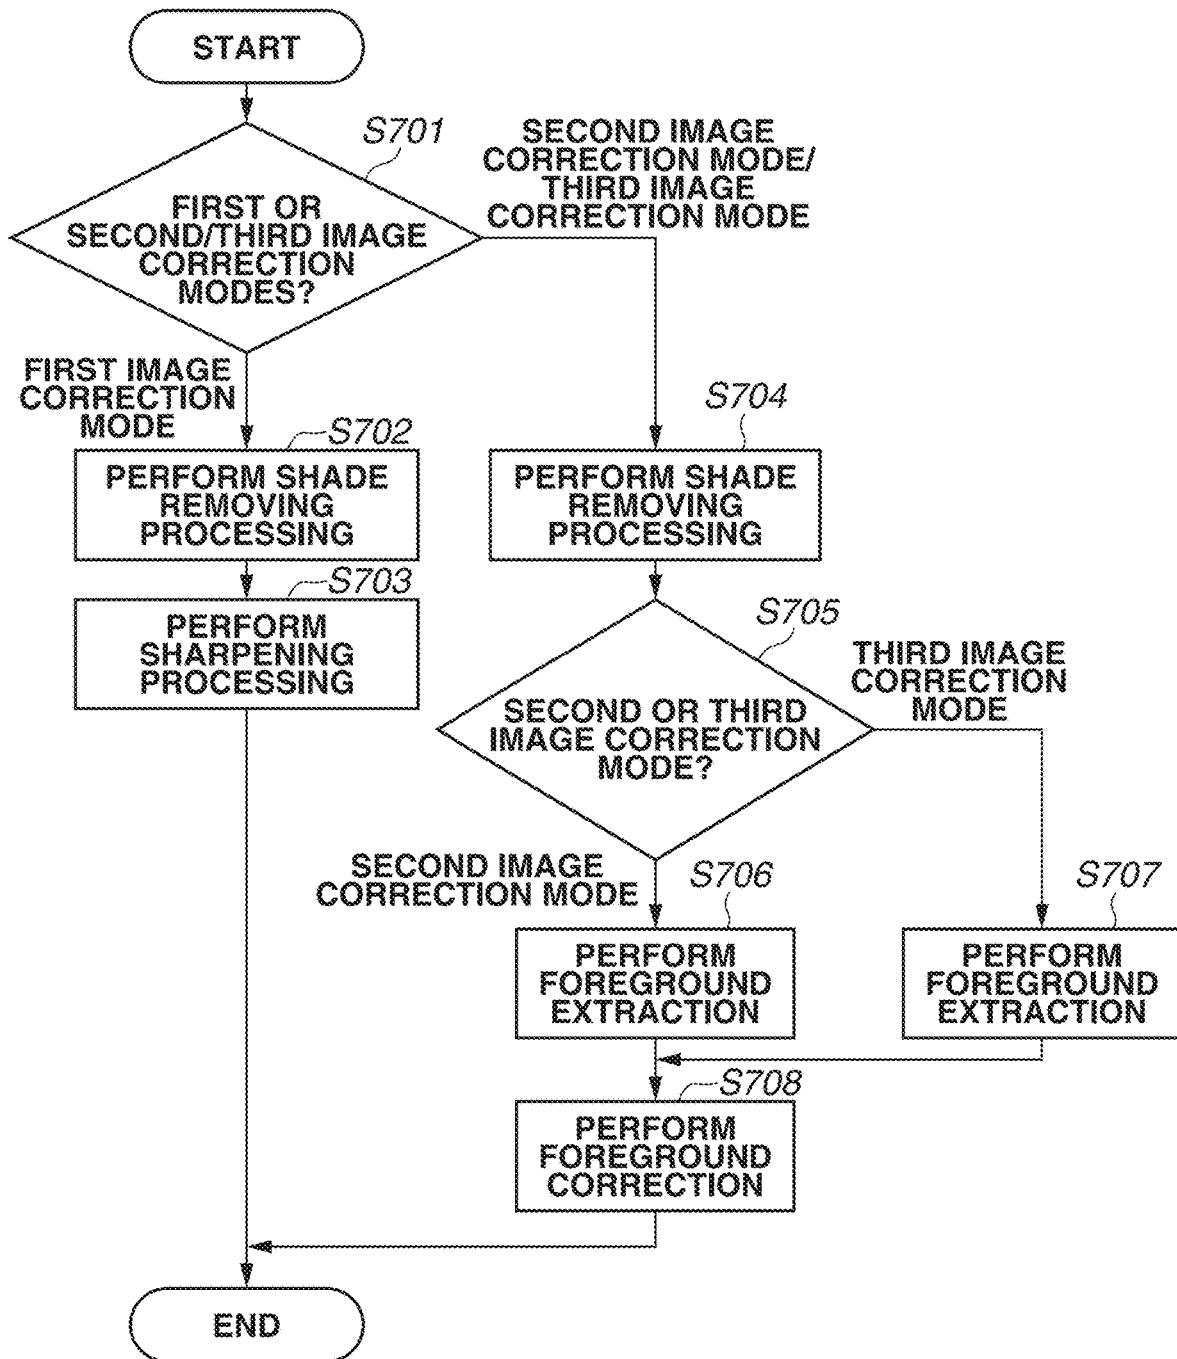 START
S701
FIRST OR
SECOND/THIRD IMAGE
CORRECTION
MODES?
SECOND IMAGE
CORRECTION MODE/
THIRD IMAGE
CORRECTION MODE
FIRST IMAGE
CORRECTION
MODE
S702
PERFORM SHADE
REMOVING
PROCESSING
S703
PERFORM
SHARPENING
PROCESSING
S704
PERFORM SHADE
REMOVING
PROCESSING
S705
SECOND OR THIRD
IMAGE CORRECTION
MODE?
THIRD IMAGE
CORRECTION
MODE
SECOND IMAGE
CORRECTION MODE
S706
PERFORM
FOREGROUND
EXTRACTION
S707
PERFORM
FOREGROUND
EXTRACTION
S708
PERFORM
FOREGROUND
CORRECTION
END